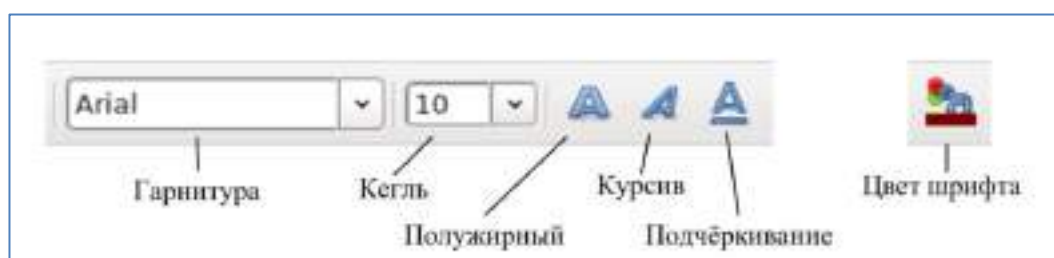 Arial 10 A A A
Гарнитура Кегль Курсив Цвет шрифта
Полужирный Подчёркивание